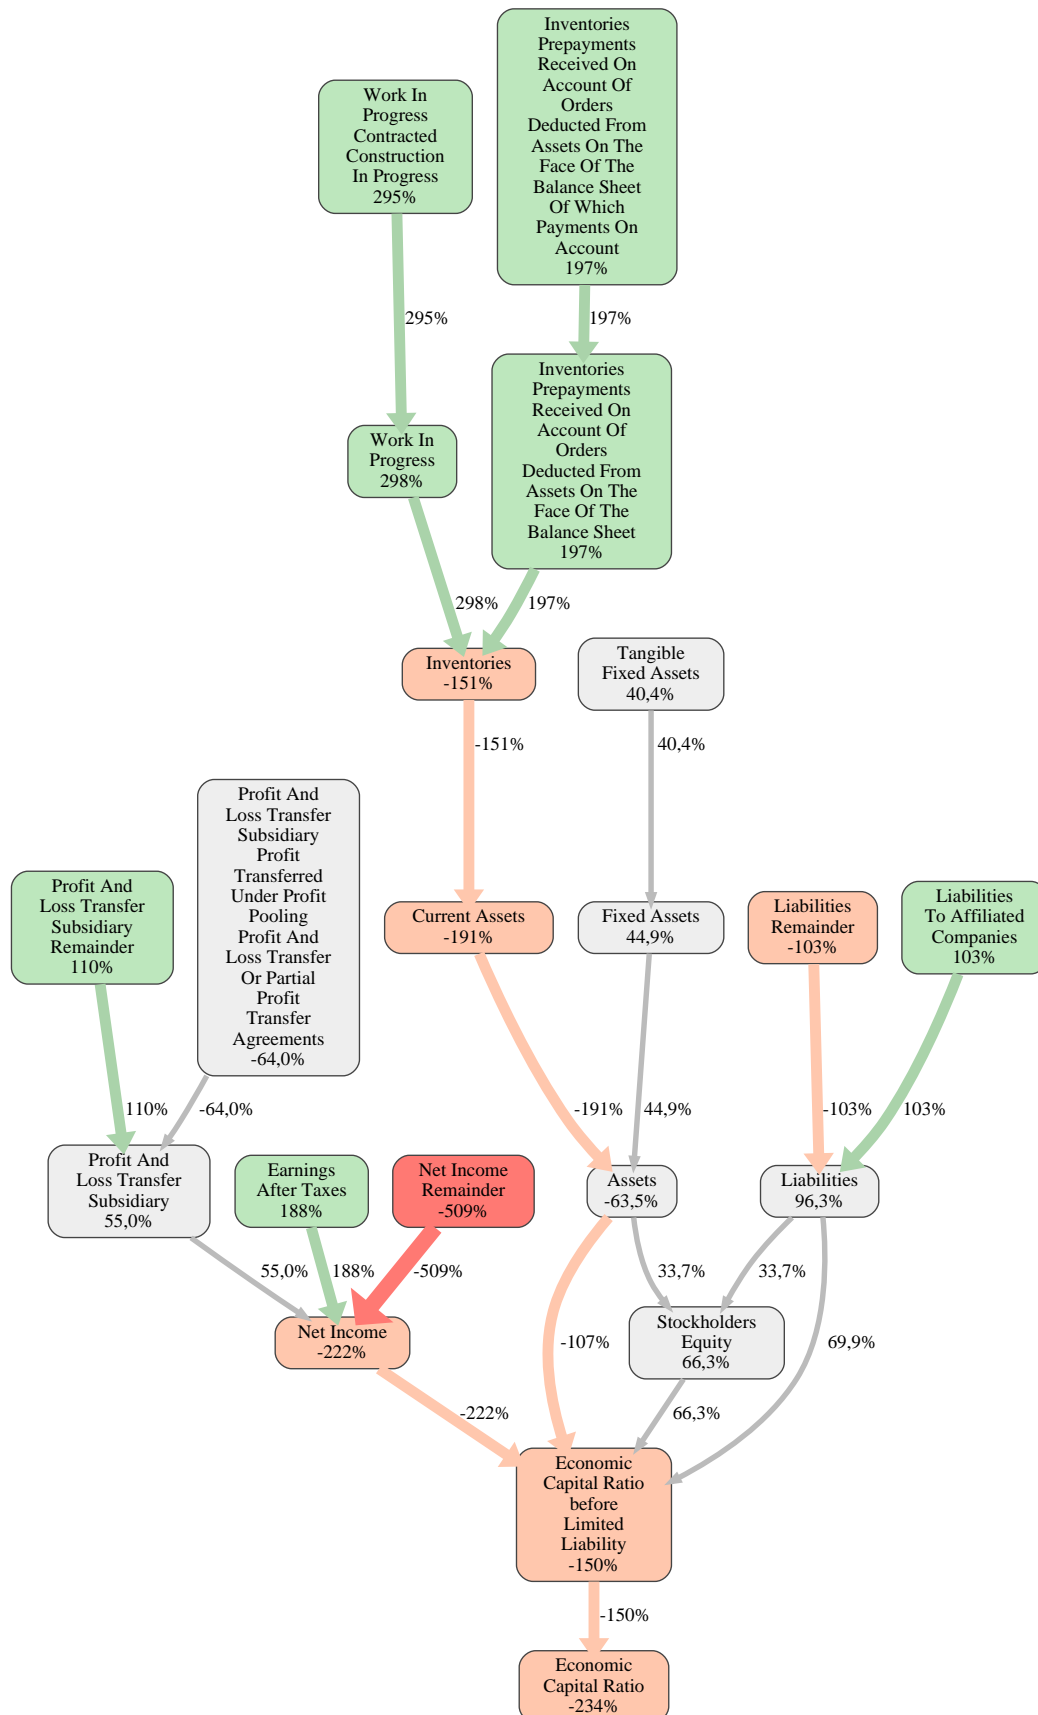 Inventories
Prepayments
Received On
Account Of
Orders
Deducted From
Assets On The
Face Of The
Balance Sheet
Of Which
Payments On
Account
197%
Work In
Progress
Contracted
Construction
In Progress
295%
295%
197%
Inventories
Prepayments
Received On
Account Of
Orders
Deducted From
Assets On The
Face Of The
Balance Sheet
197%
Work In
Progress
298%
298%
197%
Inventories
-151%
Tangible
Fixed Assets
40,4%
-151%
40,4%
Profit And
Loss Transfer
Subsidiary
Profit
Transferred
Under Profit
Pooling
Profit And
Loss Transfer
Or Partial
Profit
Transfer
Agreements
-64,0%
Profit And
Loss Transfer
Subsidiary
Remainder
110%
Current Assets
-191%
Fixed Assets
44,9%
Liabilities
Remainder
-103%
Liabilities
To Affiliated
Companies
103%
110%
-64,0%
-191%
44,9%
-103%
103%
Profit And
Loss Transfer
Subsidiary
55,0%
Earnings
After Taxes
188%
Net Income
Remainder
-509%
Assets
-63,5%
Liabilities
96,3%
55,0%
188%
-509%
33,7%
33,7%
Net Income
-222%
-107%
Stockholders
Equity
66,3%
69,9%
-222%
66,3%
Economic
Capital Ratio
before
Limited
Liability
-150%
-150%
Economic
Capital Ratio
-234%